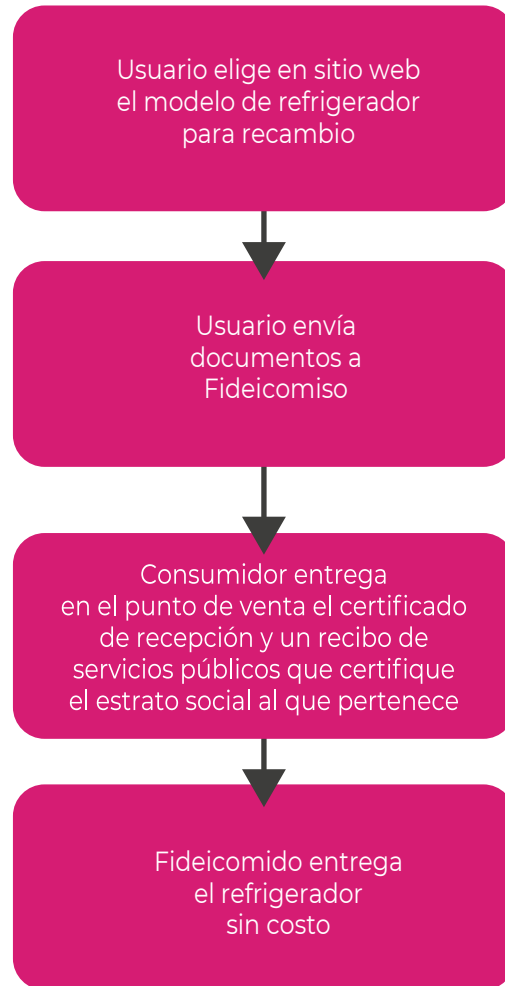 Usuario elige en sitio web
el modelo de refrigerador
para recambio
Usuario envía
documentos a
Fideicomiso
Consumidor entrega
en el punto de venta el certificado
de recepción y un recibo de
servicios públicos que certifique
el estrato social al que pertenece
Fideicomido entrega
el refrigerador
sin costo